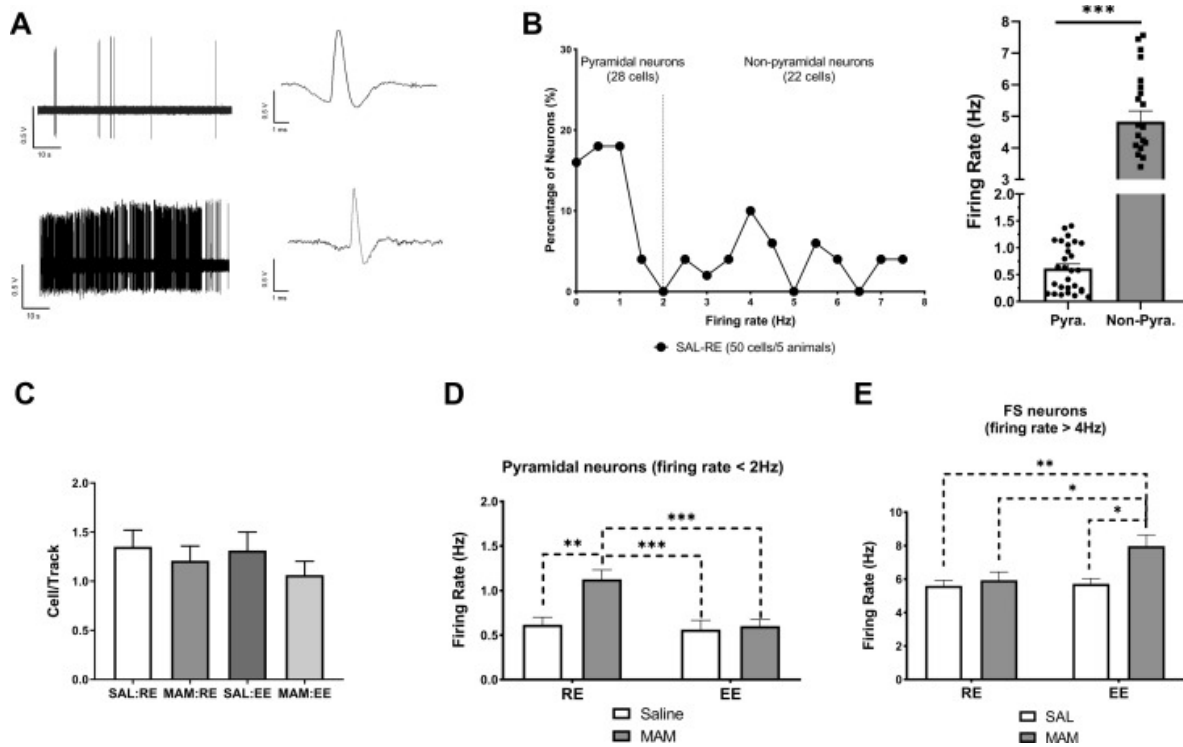 A
0.5 V
10 s
0.5 V
1 ms
0.5 V
10 s
0.5 V
1 ms
B
Percentage of Neurons (%)
30
20
10
0
Pyramidal neurons
(28 cells)
Non-pyramidal neurons
(22 cells)
0 1 2 3 4 5 6 7 8
Firing rate (Hz)
SAL-RE (50 cells/5 animals)
***
Firing Rate (Hz)
8
7
6
5
4
3
2.0
1.5
1.0
0.5
0.0
Pyra. Non-Pyra.
C
Cell/Track
2.0
1.5
1.0
0.5
0.0
SAL:RE MAM:RE SAL:EE MAM:EE
D
Pyramidal neurons (firing rate < 2Hz)
Firing Rate (Hz)
2.0
1.5
1.0
0.5
0.0
***
** ***
RE EE
Saline
MAM
E
FS neurons
(firing rate > 4Hz)
Firing Rate (Hz)
10
8
6
4
2
0
**
*
*
RE EE
SAL
MAM